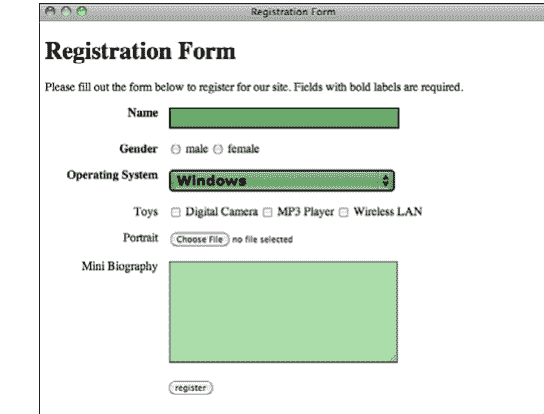 Registration Form
Registration Form
Please fill out the form below to register for our site. Fields with bold labels are required.
Name
Gender male female
Operating System Windows
Toys Digital Camera MP3 Player Wireless LAN
Portrait Choose File no file selected
Mini Biography
register